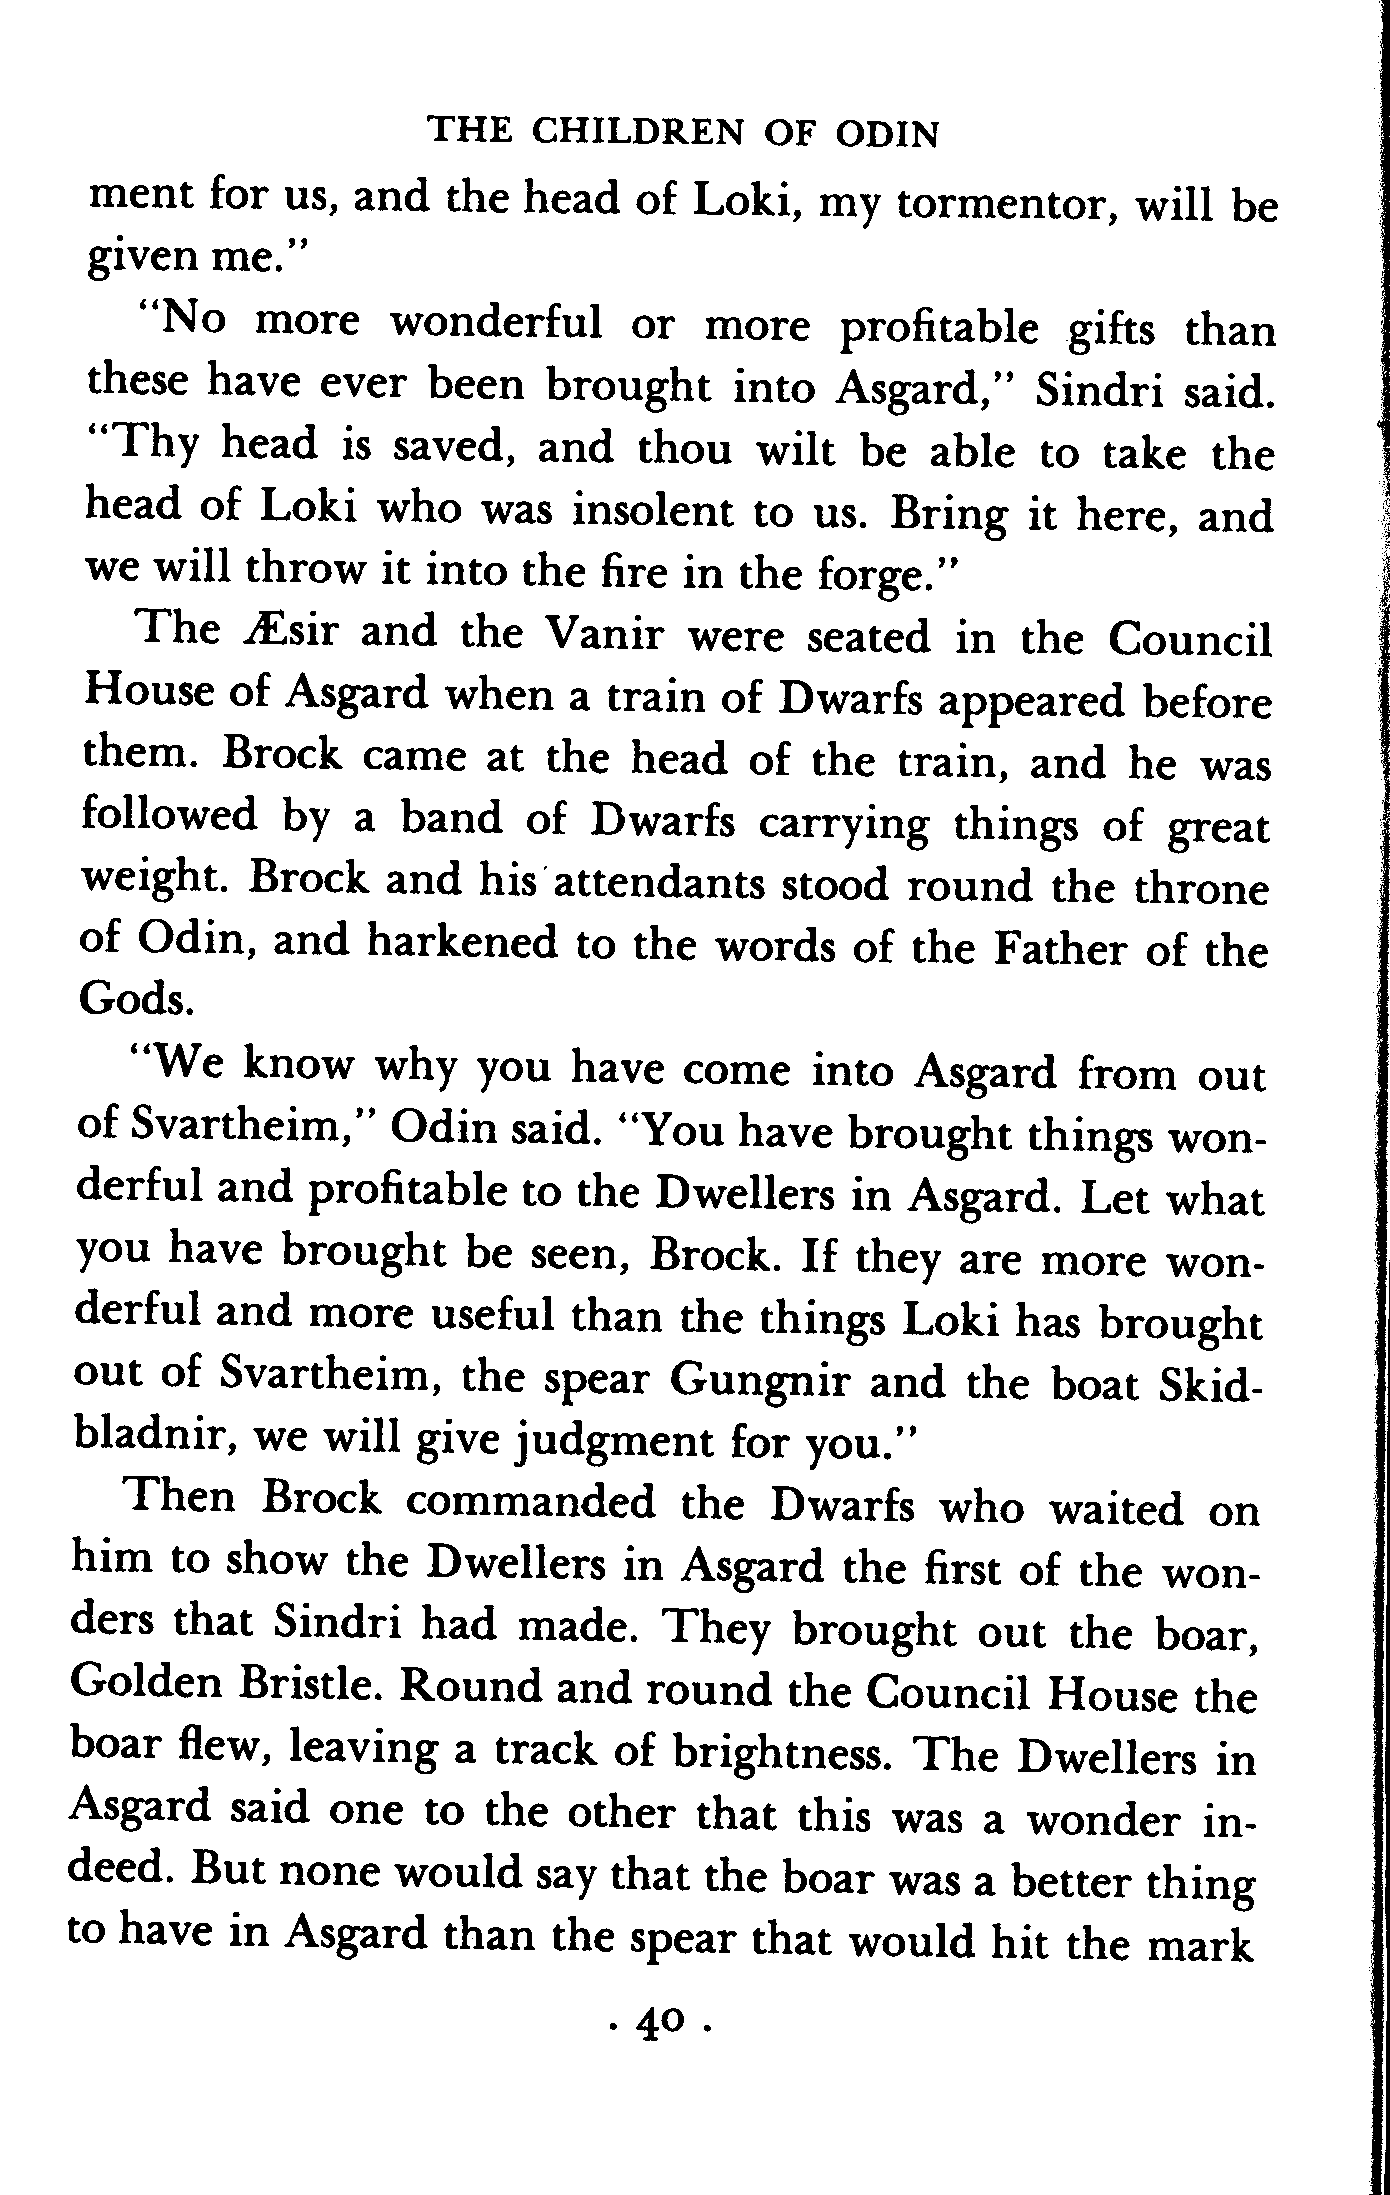 THE CHILDREN OF ODIN
ment for us, and the head of Loki, my tormentor, will be
given me."
"No more wonderful or more profitable gifts than
these have ever been brought into Asgard," Sindri said.
"Thy head is saved, and thou wilt be able to take the
head of Loki who was insolent to us. Bring it here, and
we will throw it into the fire in the forge."
The Æsir and the Vanir were seated in the Council
House of Asgard when a train of Dwarfs appeared before
them. Brock came at the head of the train, and he was
followed by a band of Dwarfs carrying things of great
weight. Brock and his attendants stood round the throne
of Odin, and harkened to the words of the Father of the
Gods.
"We know why you have come into Asgard from out
of Svartheim," Odin said. "You have brought things won-
derful and profitable to the Dwellers in Asgard. Let what
you have brought be seen, Brock. If they are more won-
derful and more useful than the things Loki has brought
out of Svartheim, the spear Gungnir and the boat Skid-
bladnir, we will give judgment for you."
Then Brock commanded the Dwarfs who waited on
him to show the Dwellers in Asgard the first of the won-
ders that Sindri had made. They brought out the boar,
Golden Bristle. Round and round the Council House the
boar flew, leaving a track of brightness. The Dwellers in
Asgard said one to the other that this was a wonder in-
deed. But none would say that the boar was a better thing
to have in Asgard than the spear that would hit the mark
· 40 ·